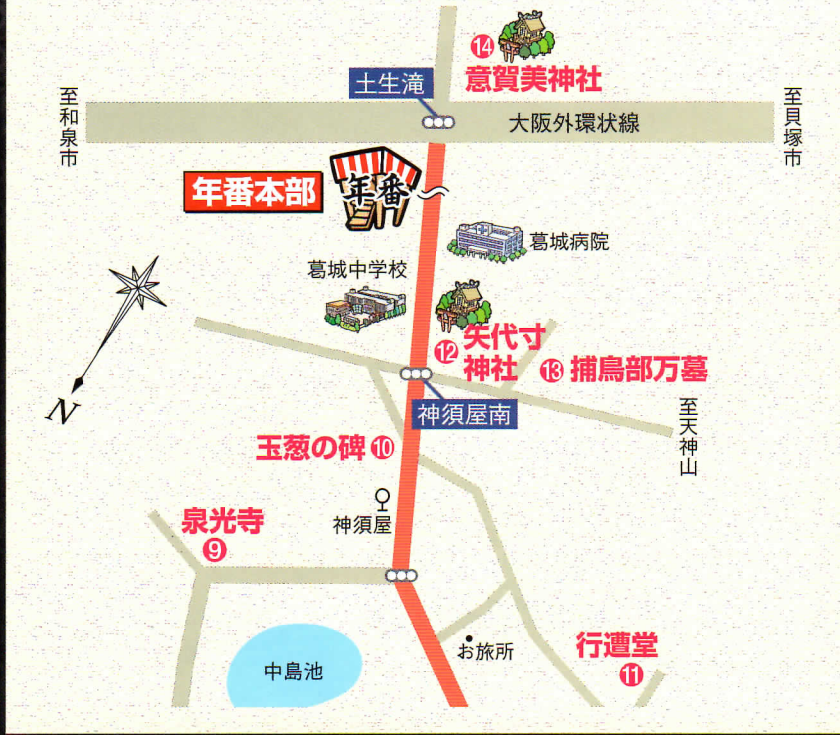 ⑭
意賀美神社
土生滝
至和泉市
大阪外環状線
至貝塚市
年番本部
年番
葛城病院
葛城中学校
⑫ 矢代寸
神社
⑬ 捕鳥部万墓
神須屋南
至天神山
N
玉葱の碑 ⑩
神須屋
泉光寺
⑨
中島池
お旅所
行遭堂
⑪